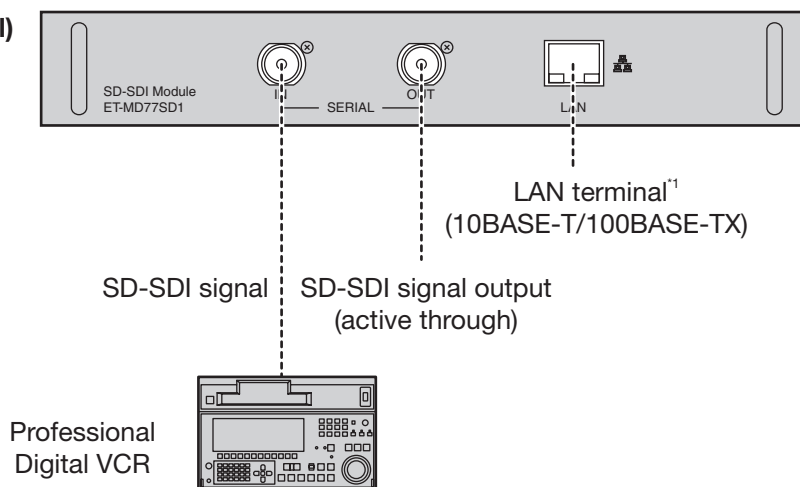 l)
SD-SDI Module
ET-MD77SD1
IN
OUT
SERIAL
LAN
LAN terminal*1
(10BASE-T/100BASE-TX)
SD-SDI signal
SD-SDI signal output
(active through)
Professional
Digital VCR